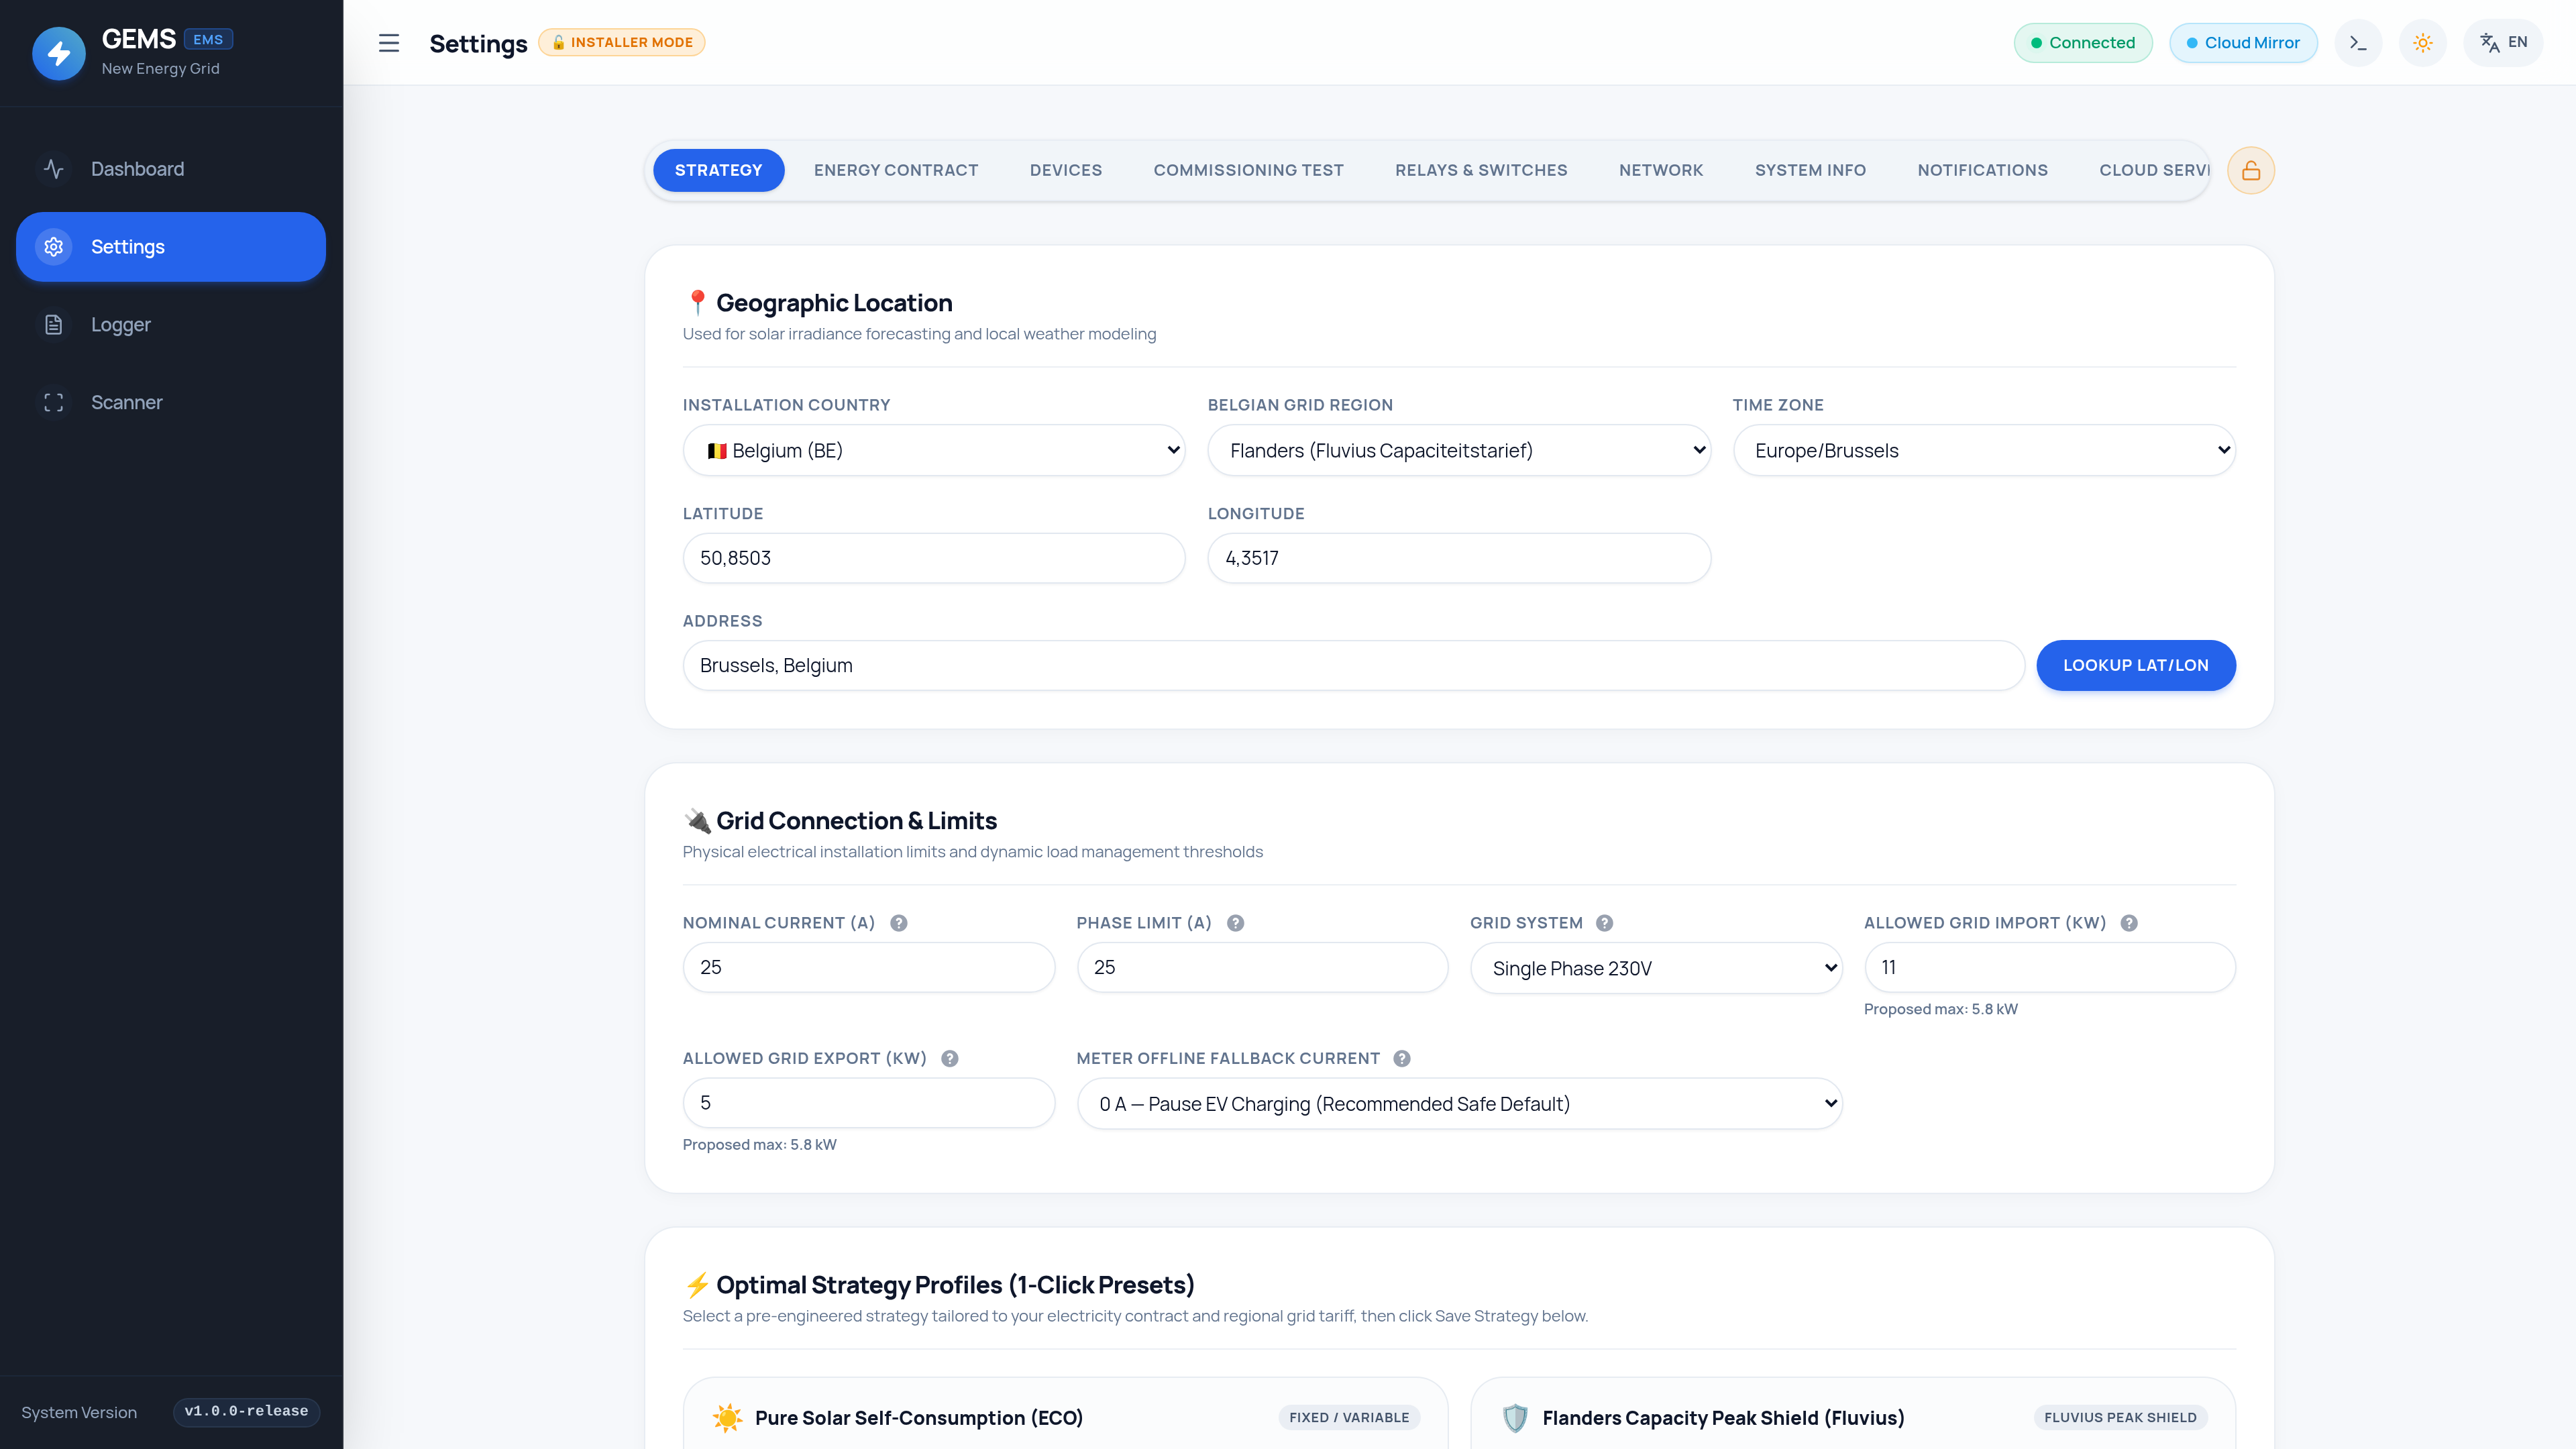 GEMS EMS
New Energy Grid
Dashboard
Settings
Logger
Scanner
System Version v1.0.0-release
Settings
INSTALLER MODE
Connected
Cloud Mirror
EN
STRATEGY
ENERGY CONTRACT
DEVICES
COMMISSIONING TEST
RELAYS & SWITCHES
NETWORK
SYSTEM INFO
NOTIFICATIONS
CLOUD SERVI
Geographic Location
Used for solar irradiance forecasting and local weather modeling
INSTALLATION COUNTRY
Belgium (BE)
BELGIAN GRID REGION
Flanders (Fluvius Capaciteitstarief)
TIME ZONE
Europe/Brussels
LATITUDE
50,8503
LONGITUDE
4,3517
ADDRESS
Brussels, Belgium
LOOKUP LAT/LON
Grid Connection & Limits
Physical electrical installation limits and dynamic load management thresholds
NOMINAL CURRENT (A) ?
25
PHASE LIMIT (A) ?
25
GRID SYSTEM ?
Single Phase 230V
ALLOWED GRID IMPORT (KW) ?
11
Proposed max: 5.8 kW
ALLOWED GRID EXPORT (KW) ?
5
Proposed max: 5.8 kW
METER OFFLINE FALLBACK CURRENT ?
0 A — Pause EV Charging (Recommended Safe Default)
Optimal Strategy Profiles (1-Click Presets)
Select a pre-engineered strategy tailored to your electricity contract and regional grid tariff, then click Save Strategy below.
Pure Solar Self-Consumption (ECO)
FIXED / VARIABLE
Flanders Capacity Peak Shield (Fluvius)
FLUVIUS PEAK SHIELD